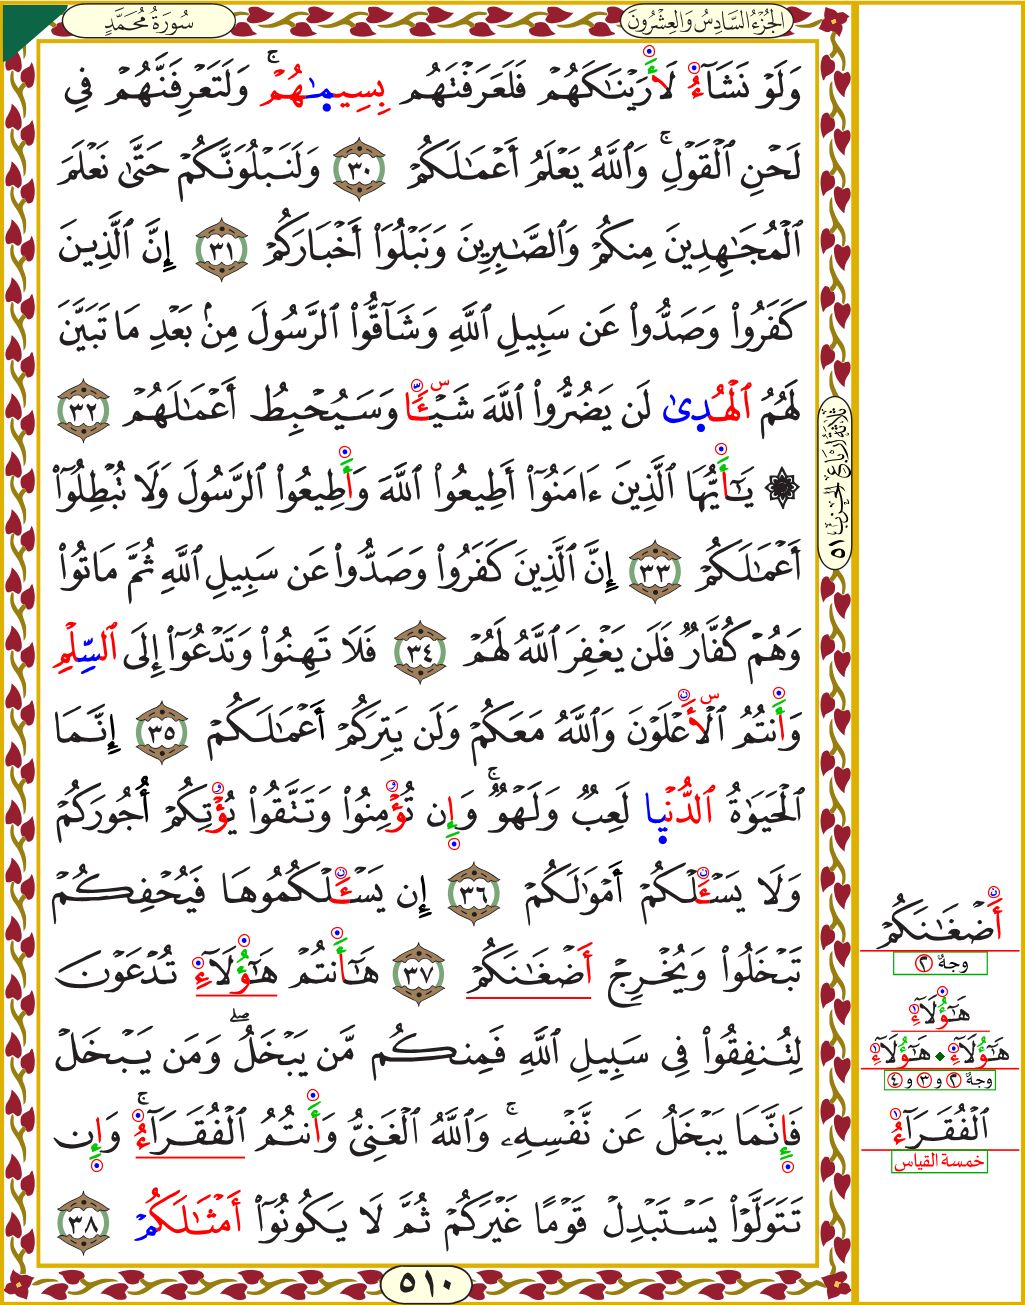 سُورَةُ مُحَمَّدٍ
الجُزْءُ السَّادِسُ وَالعِشْرُونَ
وَلَوْ نَشَآءُ لَأَرَيْنَٰكَهُمْ فَلَعَرَفْتَهُم بِسِيمَٰهُمْۚ وَلَتَعْرِفَنَّهُمْ فِي
لَحْنِ ٱلْقَوْلِۚ وَٱللَّهُ يَعْلَمُ أَعْمَٰلَكُمْ ٣٠ وَلَنَبْلُوَنَّكُمْ حَتَّىٰ نَعْلَمَ
ٱلْمُجَٰهِدِينَ مِنكُمْ وَٱلصَّٰبِرِينَ وَنَبْلُوَا۟ أَخْبَارَكُمْ ٣١ إِنَّ ٱلَّذِينَ
كَفَرُوا۟ وَصَدُّوا۟ عَن سَبِيلِ ٱللَّهِ وَشَآقُّوا۟ ٱلرَّسُولَ مِنۢ بَعْدِ مَا تَبَيَّنَ
لَهُمُ ٱلْهُدِىٰ لَن يَضُرُّوا۟ ٱللَّهَ شَيْـًٔا وَسَيُحْبِطُ أَعْمَٰلَهُمْ ٣٢
۞ يَٰٓأَيُّهَا ٱلَّذِينَ ءَامَنُوٓا۟ أَطِيعُوا۟ ٱللَّهَ وَأَطِيعُوا۟ ٱلرَّسُولَ وَلَا تُبْطِلُوٓا۟
أَعْمَٰلَكُمْ ٣٣ إِنَّ ٱلَّذِينَ كَفَرُوا۟ وَصَدُّوا۟ عَن سَبِيلِ ٱللَّهِ ثُمَّ مَاتُوا۟
وَهُمْ كُفَّارٌ فَلَن يَغْفِرَ ٱللَّهُ لَهُمْ ٣٤ فَلَا تَهِنُوا۟ وَتَدْعُوٓا۟ إِلَى ٱلسِّلْمِ
وَأَنتُمُ ٱلْأَعْلَوْنَ وَٱللَّهُ مَعَكُمْ وَلَن يَتِرَكُمْ أَعْمَٰلَكُمْ ٣٥ إِنَّمَا
ٱلْحَيَوٰةُ ٱلدُّنْيِا لَعِبٌ وَلَهْوٌۚ وَإِن تُؤْمِنُوا۟ وَتَتَّقُوا۟ يُؤْتِكُمْ أُجُورَكُمْ
وَلَا يَسْـَٔلْكُمْ أَمْوَٰلَكُمْ ٣٦ إِن يَسْـَٔلْكُمُوهَا فَيُحْفِكُمْ
تَبْخَلُوا۟ وَيُخْرِجْ أَضْغَٰنَكُمْ ٣٧ هَٰٓأَنتُمْ هَٰٓؤُلَآءِ تُدْعَوْنَ
لِتُنفِقُوا۟ فِي سَبِيلِ ٱللَّهِ فَمِنكُم مَّن يَبْخَلُۖ وَمَن يَبْخَلْ
فَإِنَّمَا يَبْخَلُ عَن نَّفْسِهِۦۚ وَٱللَّهُ ٱلْغَنِيُّ وَأَنتُمُ ٱلْفُقَرَآءُۚ وَإِن
تَتَوَلَّوْا۟ يَسْتَبْدِلْ قَوْمًا غَيْرَكُمْ ثُمَّ لَا يَكُونُوٓا۟ أَمْثَٰلَكُم ٣٨
٥١٠
ثلاثة أرباع الحزب ٥١
أَضْغَٰنَكُمْ
وجهٌ ٢
هَٰٓؤُلَآءِ
هَٰٓؤُلَآءِ ⬥ هَٰٓؤُلَآءِ
وجهٌ ٢ و ٣ و ٤
ٱلْفُقَرَآءُ
خمسة القياس